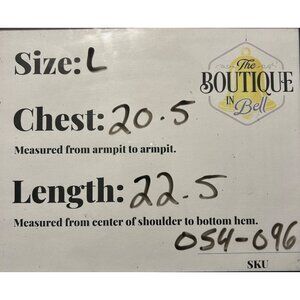 Size: L
The
BOUTIQUE
IN
Bell
Chest: 20.5
Measured from armpit to armpit.
Length: 22.5
Measured from center of shoulder to bottom hem.
054-096
SKU